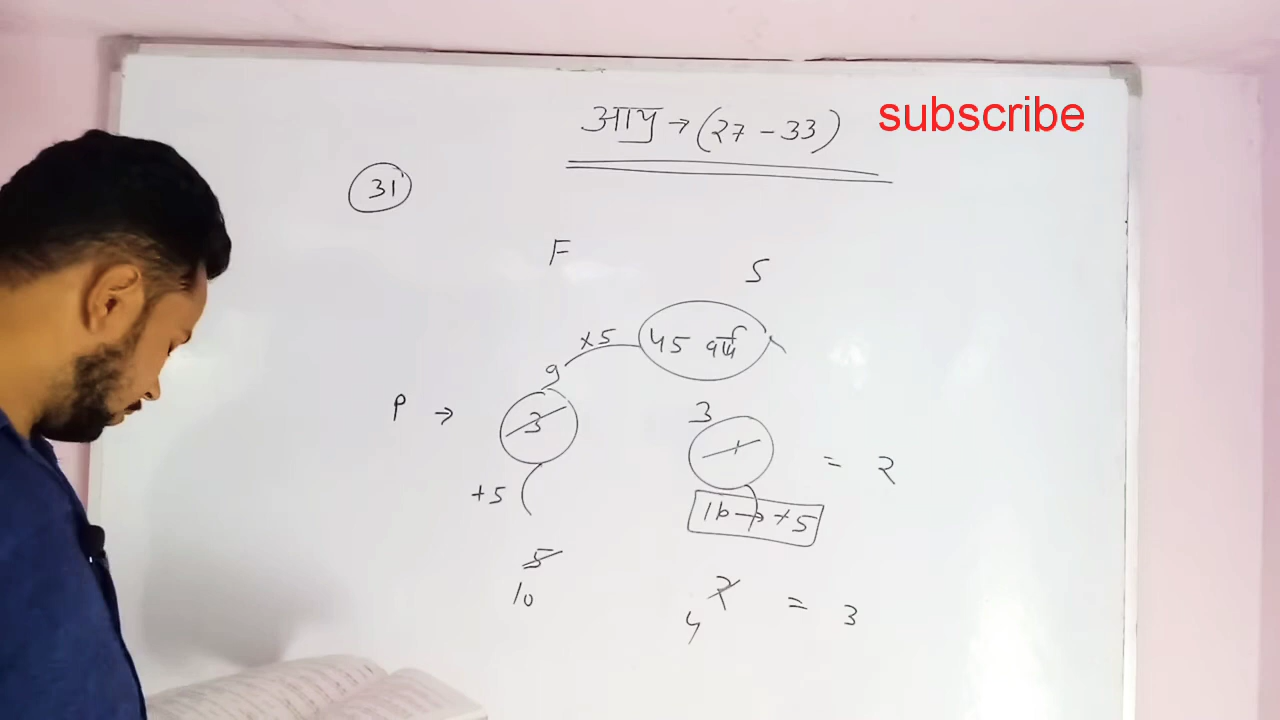 आयु → (27 - 33) subscribe
31
F
S
×5 45 वर्ष
9
P → 3 3
1 = 2
+5 1b → +5
5
10 2 = 3
4